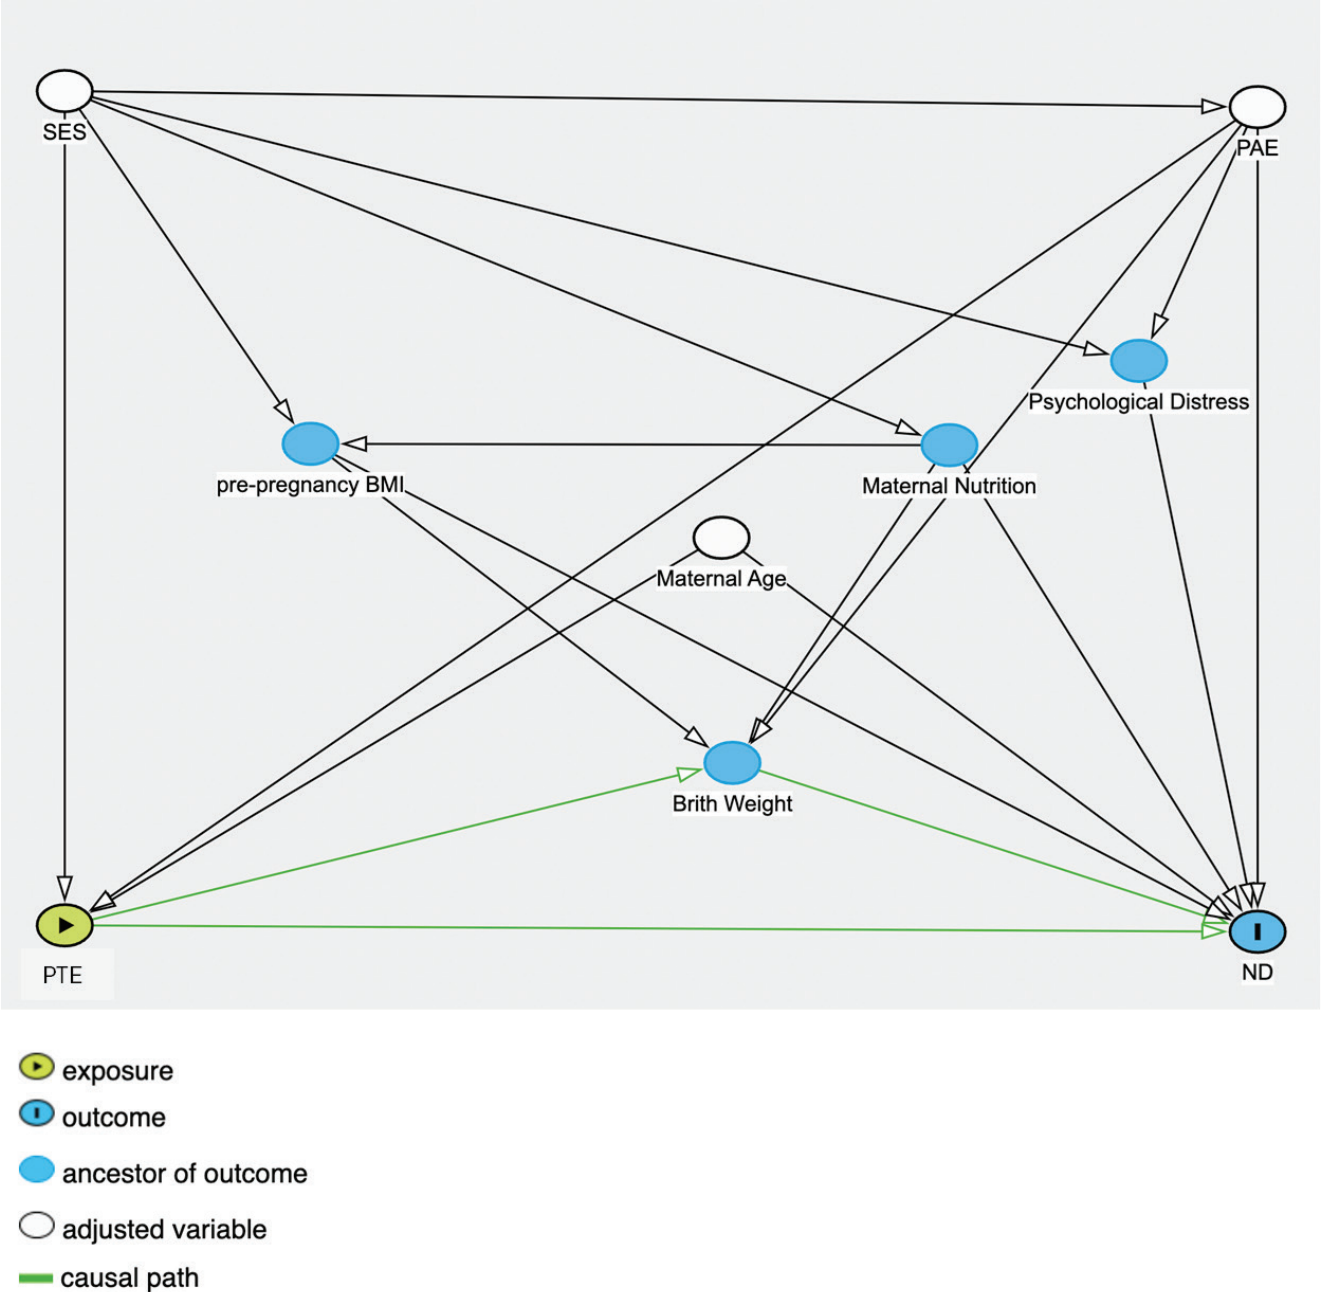 SES
PAE
Psychological Distress
pre-pregnancy BMI
Maternal Nutrition
Maternal Age
Brith Weight
PTE
ND
exposure
outcome
ancestor of outcome
adjusted variable
causal path